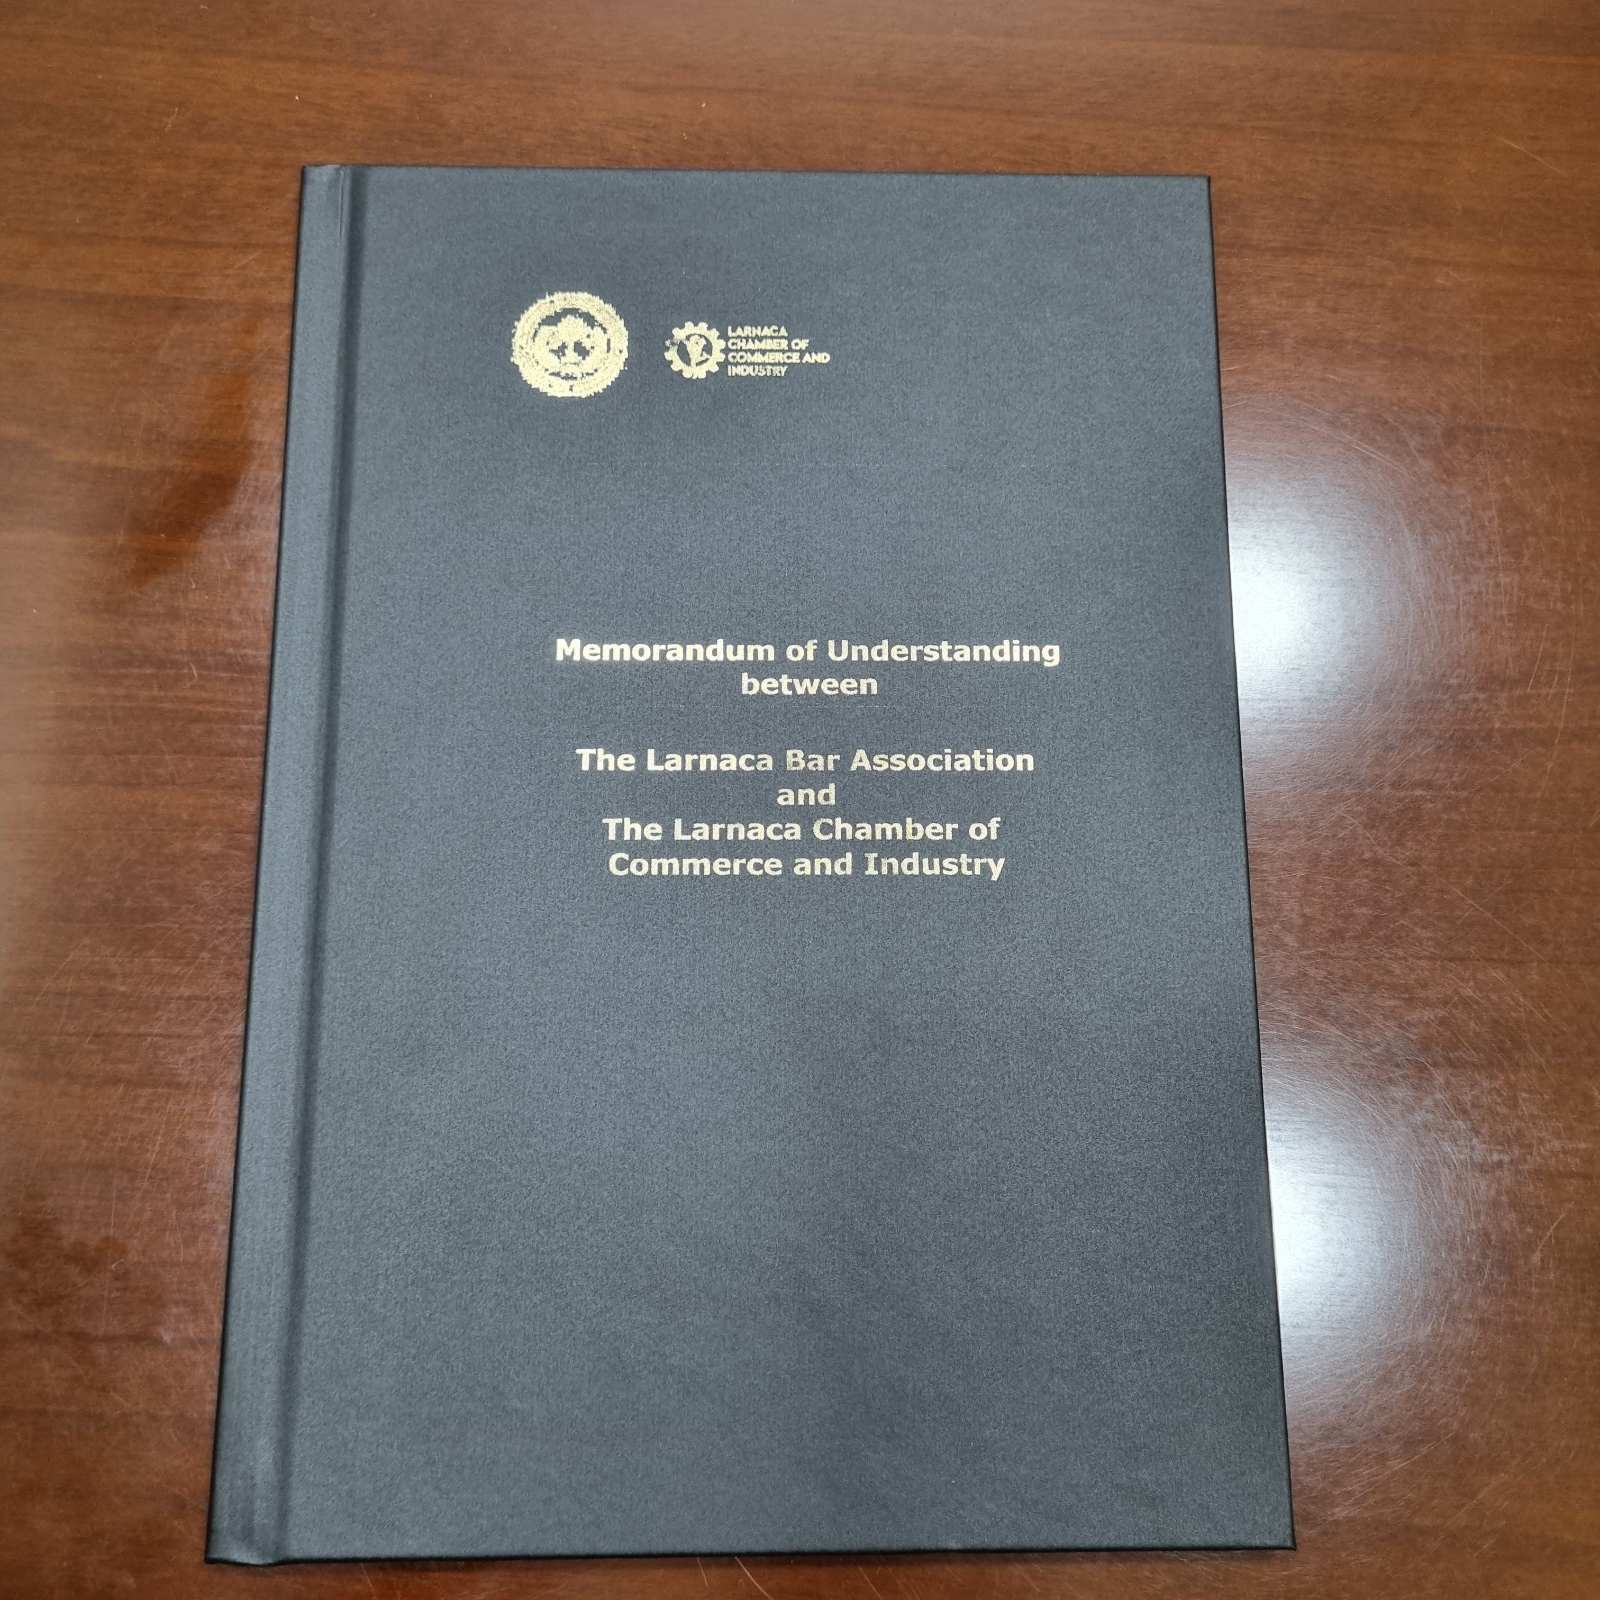 LARNACA
CHAMBER OF
COMMERCE AND
INDUSTRY
Memorandum of Understanding
between
The Larnaca Bar Association
and
The Larnaca Chamber of
Commerce and Industry